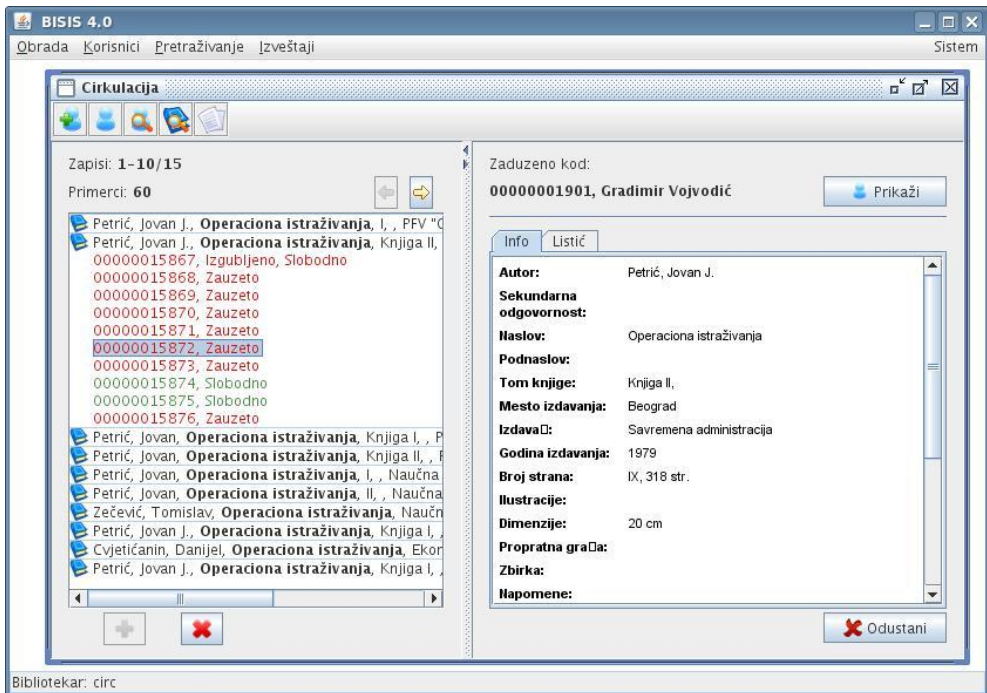 BISIS 4.0
Obrada Korisnici Pretraživanje Izveštaji Sistem
Cirkulacija
Zapisi: 1-10/15
Primerci: 60
Petrić, Jovan J., Operaciona istraživanja, I, , PFV "
Petrić, Jovan J., Operaciona istraživanja, Knjiga II,
00000015867, Izgubljeno, Slobodno
00000015868, Zauzeto
00000015869, Zauzeto
00000015870, Zauzeto
00000015871, Zauzeto
00000015872, Zauzeto
00000015873, Zauzeto
00000015874, Slobodno
00000015875, Slobodno
00000015876, Zauzeto
Petrić, Jovan, Operaciona istraživanja, Knjiga I, , P
Petrić, Jovan, Operaciona istraživanja, Knjiga II, ,
Petrić, Jovan, Operaciona istraživanja, I, , Naučna
Petrić, Jovan, Operaciona istraživanja, II, , Naučna
Zečević, Tomislav, Operaciona istraživanja, Naučn
Petrić, Jovan J., Operaciona istraživanja, Knjiga I, ,
Cvjetićanin, Danijel, Operaciona istraživanja, Ekon
Petrić, Jovan J., Operaciona istraživanja, Knjiga I, ,
Zaduzeno kod:
00000001901, Gradimir Vojvodić
Prikaži
Info Listić
Autor: Petrić, Jovan J.
Sekundarna
odgovornost:
Naslov: Operaciona istraživanja
Podnaslov:
Tom knjige: Knjiga II,
Mesto izdavanja: Beograd
Izdava□: Savremena administracija
Godina izdavanja: 1979
Broj strana: IX, 318 str.
Ilustracije:
Dimenzije: 20 cm
Propratna gra□a:
Zbirka:
Napomene:
Odustani
Bibliotekar: circ